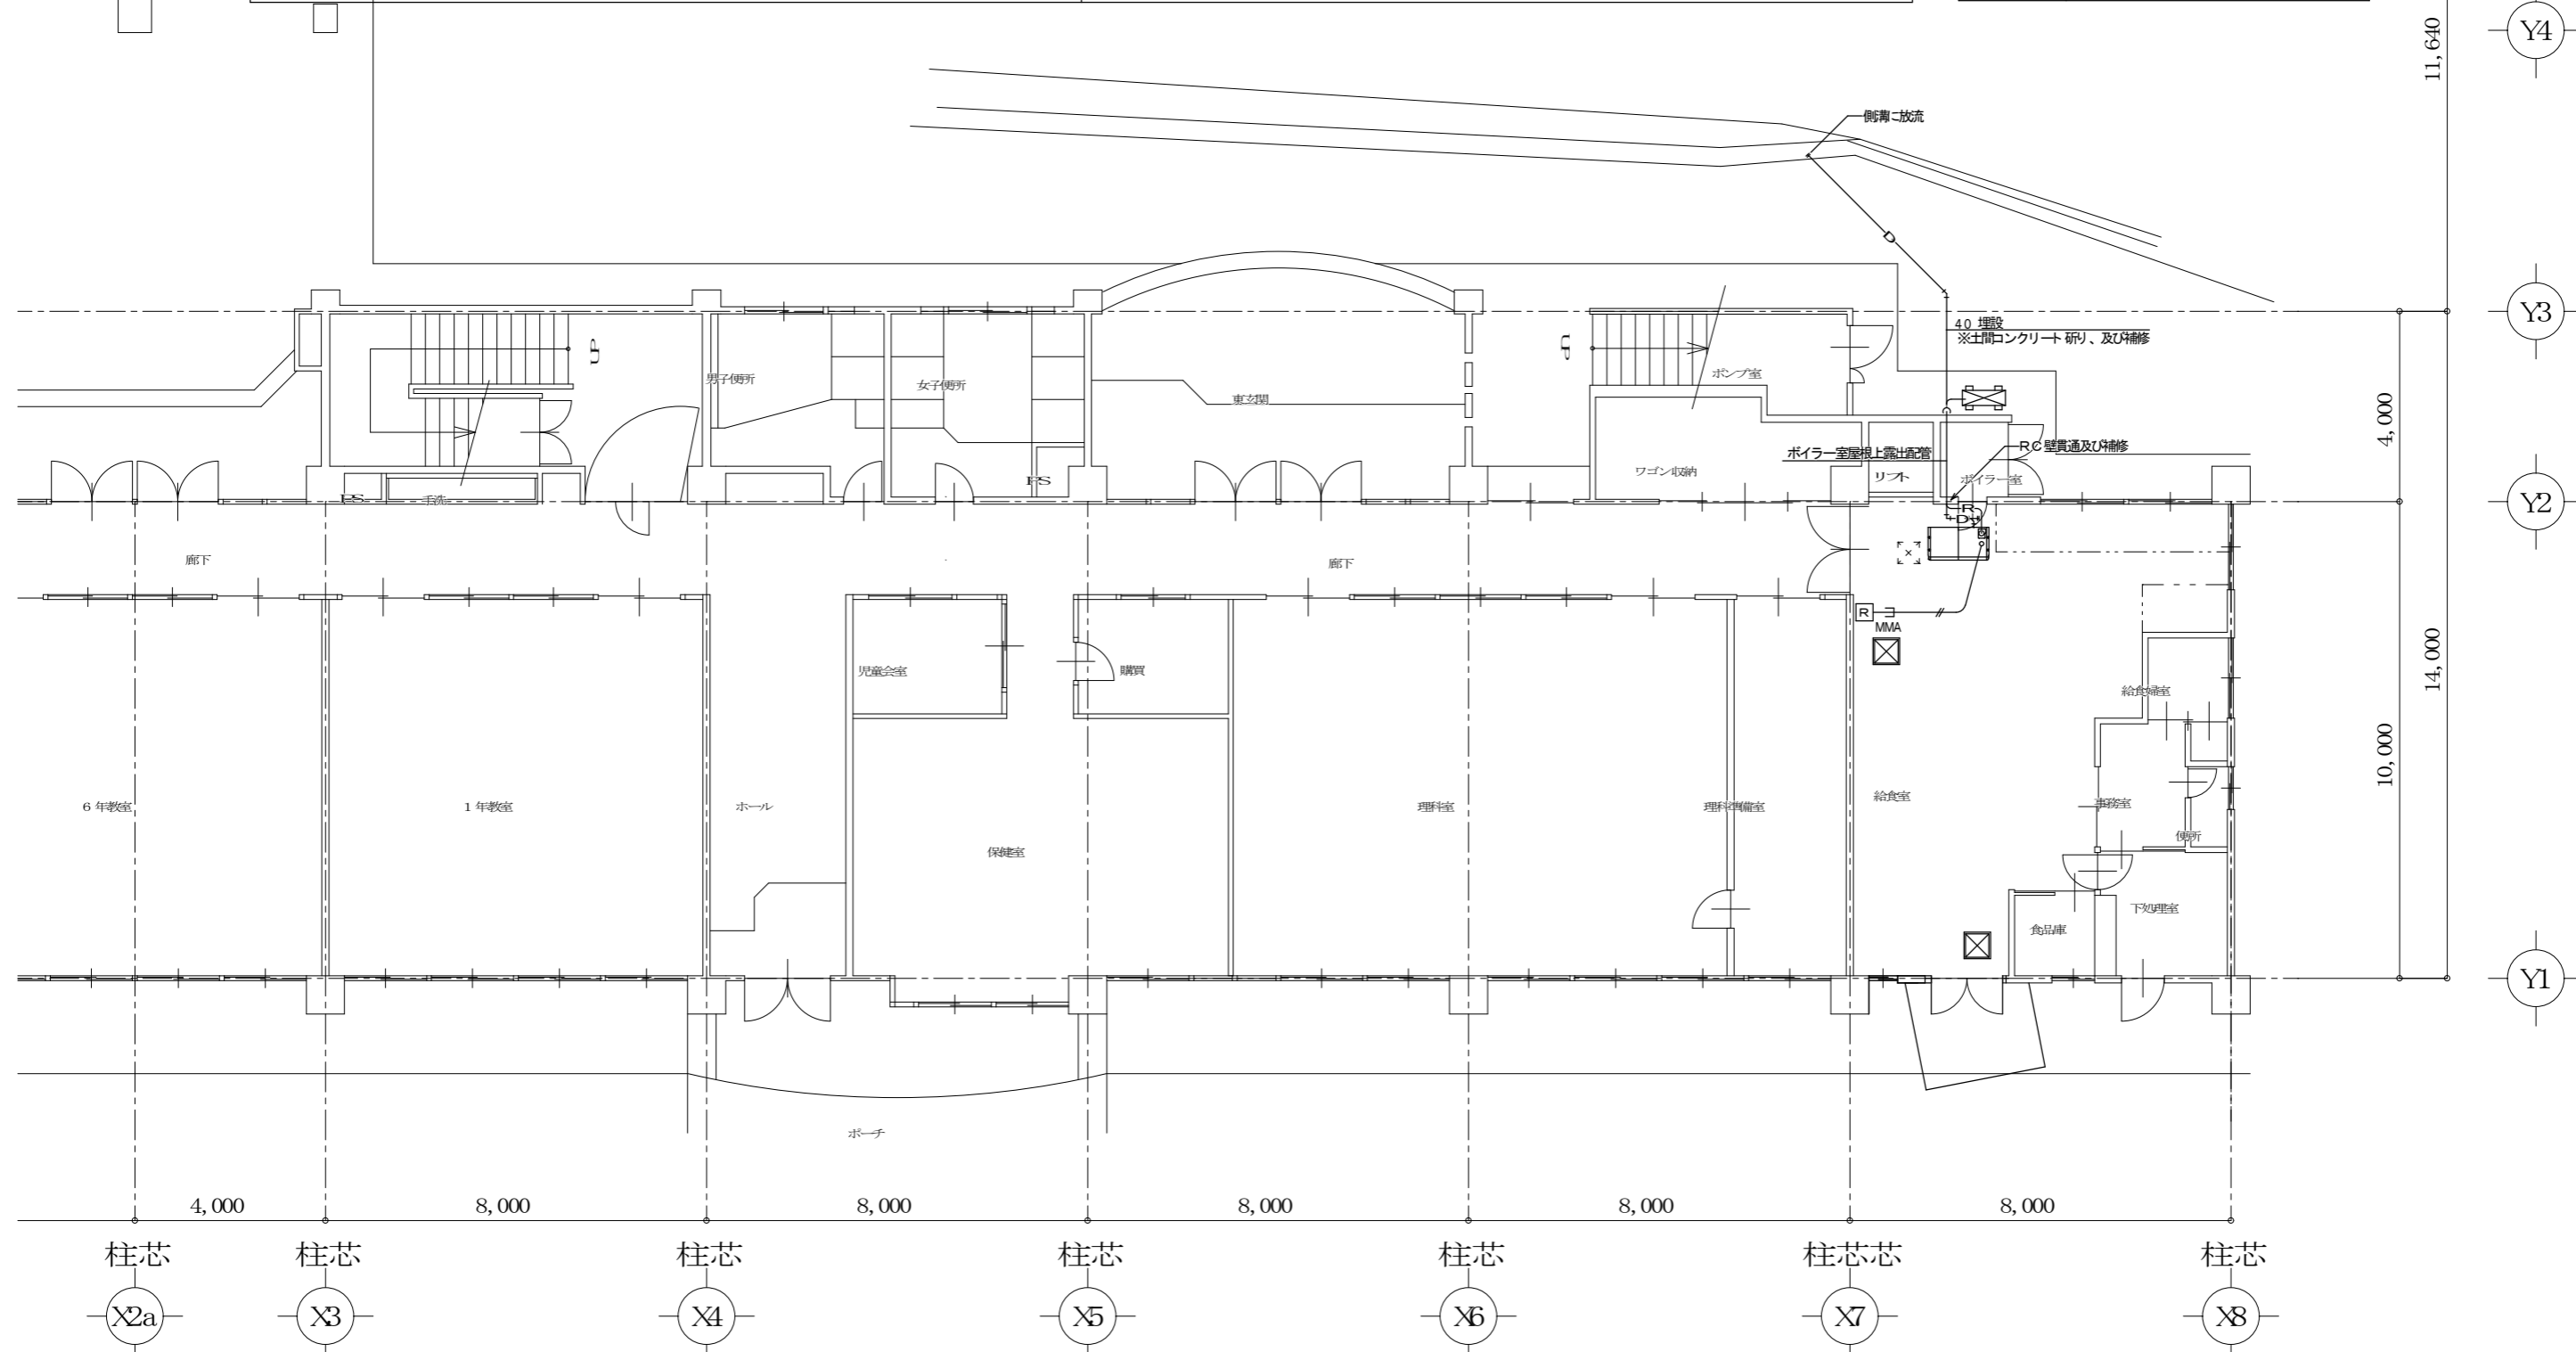 11,640
Y4
側溝に放流
D
40 埋設
※土間コンクリート斫り、及び補修
Y3
UP
UP
男子便所
女子便所
東玄関
ポンプ室
4,000
RC壁貫通及び補修
ボイラー室屋根上露出配管
ワゴン収納
リフト
ボイラー室
PS
手洗
PS
Y2
R
D
廊下
廊下
R
MMA
児童会室
購買
14,000
給食婦室
10,000
6年教室
1年教室
ホール
理科室
理科準備室
給食室
事務室
便所
保健室
下処理室
食品庫
Y1
ポーチ
4,000
8,000
8,000
8,000
8,000
8,000
柱芯
柱芯
柱芯
柱芯
柱芯
柱芯芯
柱芯
X2a
X3
X4
X5
X6
X7
X8